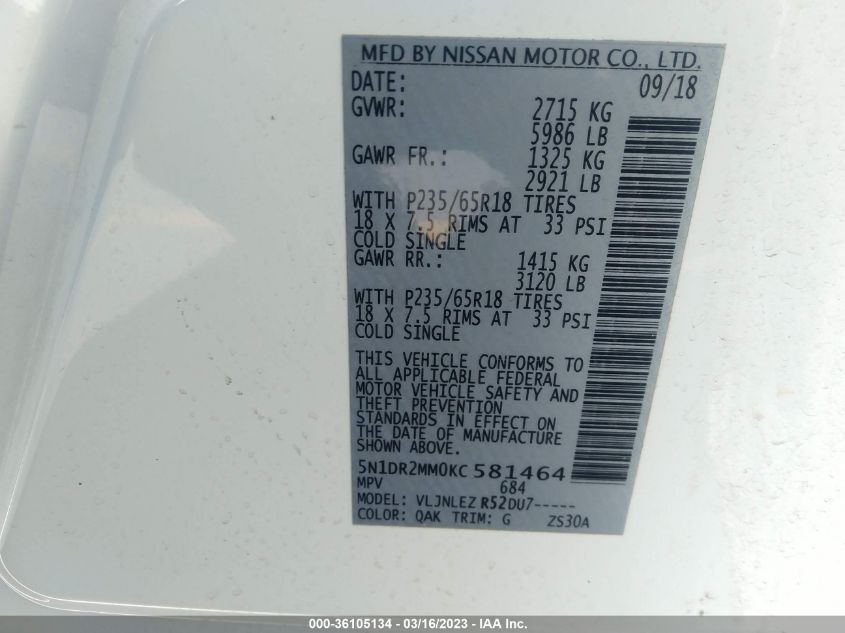 MFD BY NISSAN MOTOR CO., LTD.
DATE: 09/18
GVWR: 2715 KG
5986 LB
GAWR FR.: 1325 KG
2921 LB
WITH P235/65R18 TIRES
18 X 7.5 RIMS AT 33 PSI
COLD SINGLE
GAWR RR.: 1415 KG
3120 LB
WITH P235/65R18 TIRES
18 X 7.5 RIMS AT 33 PSI
COLD SINGLE
THIS VEHICLE CONFORMS TO
ALL APPLICABLE FEDERAL
MOTOR VEHICLE SAFETY AND
THEFT PREVENTION
STANDARDS IN EFFECT ON
THE DATE OF MANUFACTURE
SHOWN ABOVE.
5N1DR2MM0KC581464
MPV 684
MODEL: VLJNLEZ R52DU7-----
COLOR: QAK TRIM: G ZS30A
000-36105134 - 03/16/2023 - IAA Inc.